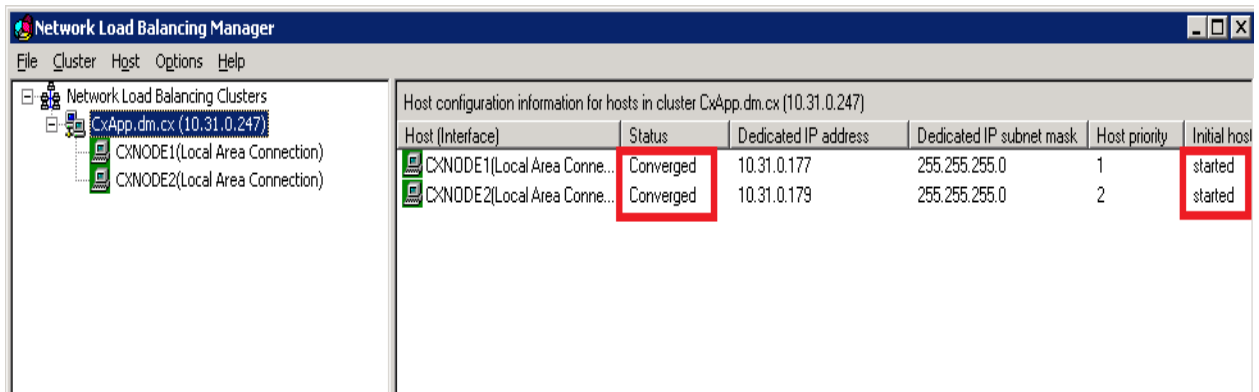 Network Load Balancing Manager
File Cluster Host Options Help
Network Load Balancing Clusters
CxApp.dm.cx (10.31.0.247)
CXNODE1(Local Area Connection)
CXNODE2(Local Area Connection)
Host configuration information for hosts in cluster CxApp.dm.cx (10.31.0.247)
Host (Interface) Status Dedicated IP address Dedicated IP subnet mask Host priority Initial host
CXNODE1(Local Area Conne... Converged 10.31.0.177 255.255.255.0 1 started
CXNODE2(Local Area Conne... Converged 10.31.0.179 255.255.255.0 2 started